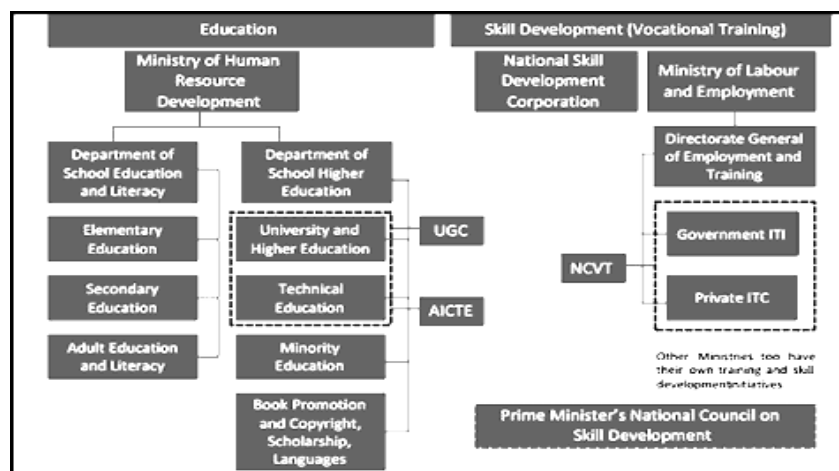 Education
Skill Development (Vocational Training)
Ministry of Human
Resource
Development
National Skill
Development
Corporation
Ministry of Labour
and Employment
Department of
School Education
and Literacy
Department of
School Higher
Education
Directorate General
of Employment and
Training
Elementary
Education
University and
Higher Education
UGC
Government ITI
NCVT
Secondary
Education
Technical
Education
AICTE
Private ITC
Adult Education
and Literacy
Minority
Education
Other Ministries too have
their own training and skill
development initiatives
Book Promotion
and Copyright,
Scholarship,
Languages
Prime Minister's National Council on
Skill Development